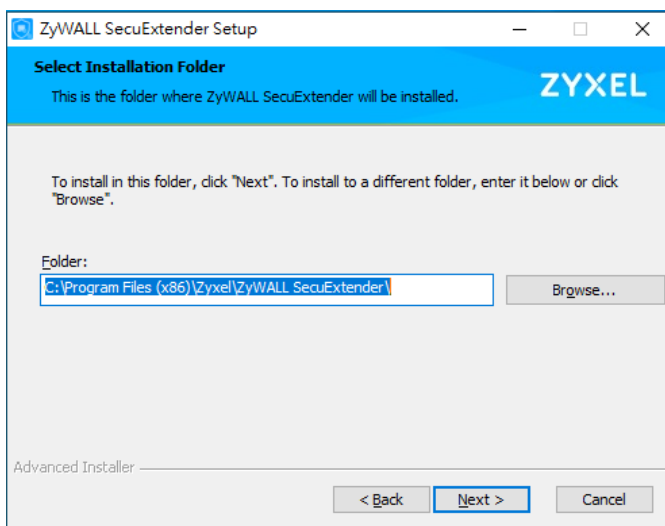 ZyWALL SecuExtender Setup
Select Installation Folder
This is the folder where ZyWALL SecuExtender will be installed.
ZYXEL
To install in this folder, click "Next". To install to a different folder, enter it below or click
"Browse".
Folder:
C:\Program Files (x86)\Zyxel\ZyWALL SecuExtender\
Browse...
Advanced Installer
< Back
Next >
Cancel